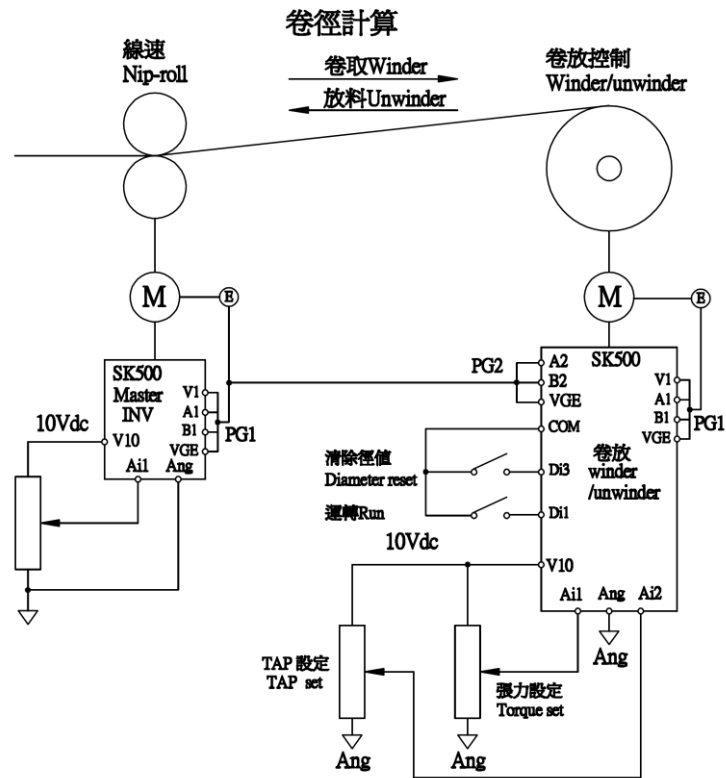 卷徑計算
線速
Nip-roll
卷取Winder
放料Unwinder
卷放控制
Winder/unwinder
M
E
M
E
SK500
Master
INV
V1
A1
B1
VGE
PG1
10Vdc
V10
Ai1
Ang
PG2
A2
B2
VGE
COM
SK500
V1
A1
B1
VGE
PG1
卷放
winder
/unwinder
清除徑值
Diameter reset
Di3
運轉Run
Di1
10Vdc
V10
Ai1
Ang
Ai2
Ang
TAP 設定
TAP set
張力設定
Torque set
Ang
Ang